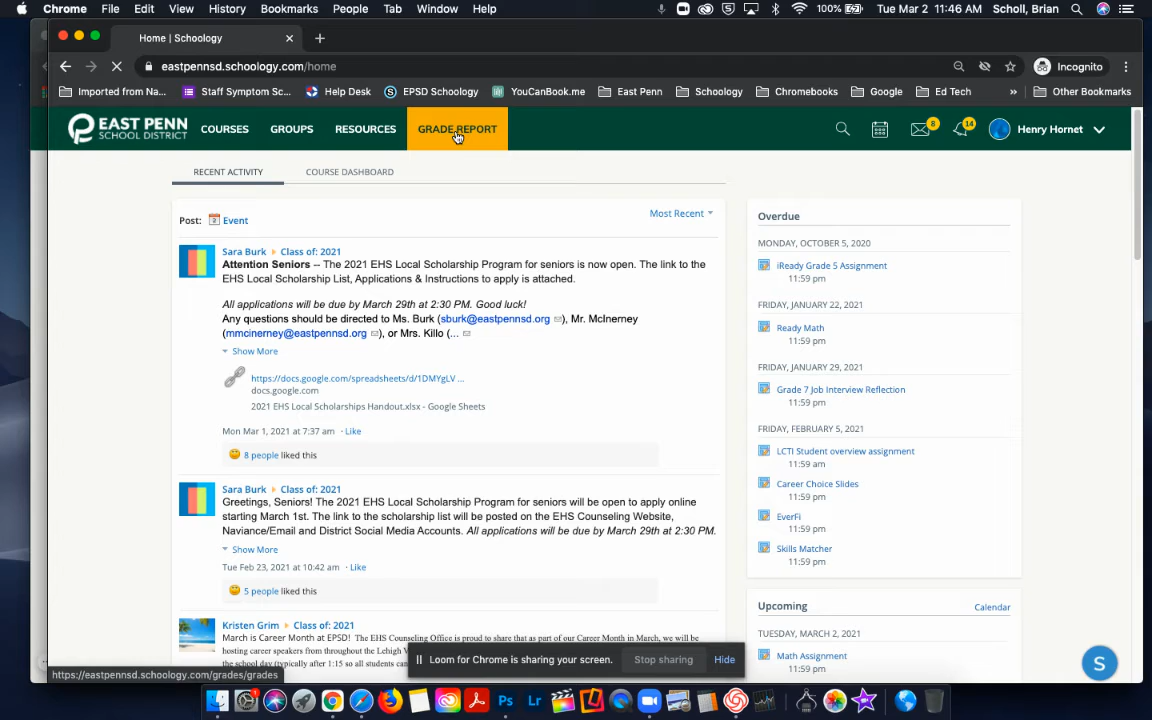 Chrome File Edit View History Bookmarks People Tab Window Help 100% Tue Mar 2 11:46 AM Scholl, Brian
Home | Schoology
eastpennsd.schoology.com/home Incognito
Imported from Na... Staff Symptom Sc... Help Desk EPSD Schoology YouCanBook.me East Penn Schoology Chromebooks Google Ed Tech » Other Bookmarks
EAST PENN
SCHOOL DISTRICT
COURSES GROUPS RESOURCES GRADE REPORT 8 14 Henry Hornet
RECENT ACTIVITY COURSE DASHBOARD
Post: Event Most Recent
Sara Burk Class of: 2021
Attention Seniors -- The 2021 EHS Local Scholarship Program for seniors is now open. The link to the
EHS Local Scholarship List, Applications & Instructions to apply is attached.
All applications will be due by March 29th at 2:30 PM. Good luck!
Any questions should be directed to Ms. Burk (sburk@eastpennsd.org), Mr. McInerney
(mmcinerney@eastpennsd.org), or Mrs. Killo (...
Show More
https://docs.google.com/spreadsheets/d/1DMYgLV ...
docs.google.com
2021 EHS Local Scholarships Handout.xlsx - Google Sheets
Mon Mar 1, 2021 at 7:37 am · Like
8 people liked this
Sara Burk Class of: 2021
Greetings, Seniors! The 2021 EHS Local Scholarship Program for seniors will be open to apply online
starting March 1st. The link to the scholarship list will be posted on the EHS Counseling Website,
Naviance/Email and District Social Media Accounts. All applications will be due by March 29th at 2:30 PM.
Show More
Tue Feb 23, 2021 at 10:42 am · Like
5 people liked this
Kristen Grim Class of: 2021
March is Career Month at EPSD! The EHS Counseling Office is proud to share that as part of our Career Month in March, we will be
hosting career speakers from throughout the Lehigh V
the school day (typically after 1:15 so all students can
Overdue
MONDAY, OCTOBER 5, 2020
iReady Grade 5 Assignment
11:59 pm
FRIDAY, JANUARY 22, 2021
Ready Math
11:59 pm
FRIDAY, JANUARY 29, 2021
Grade 7 Job Interview Reflection
11:59 pm
FRIDAY, FEBRUARY 5, 2021
LCTI Student overview assignment
11:59 am
Career Choice Slides
11:59 pm
EverFi
11:59 pm
Skills Matcher
11:59 pm
Upcoming Calendar
TUESDAY, MARCH 2, 2021
Math Assignment
11:59 pm
Loom for Chrome is sharing your screen. Stop sharing Hide
S
https://eastpennsd.schoology.com/grades/grades